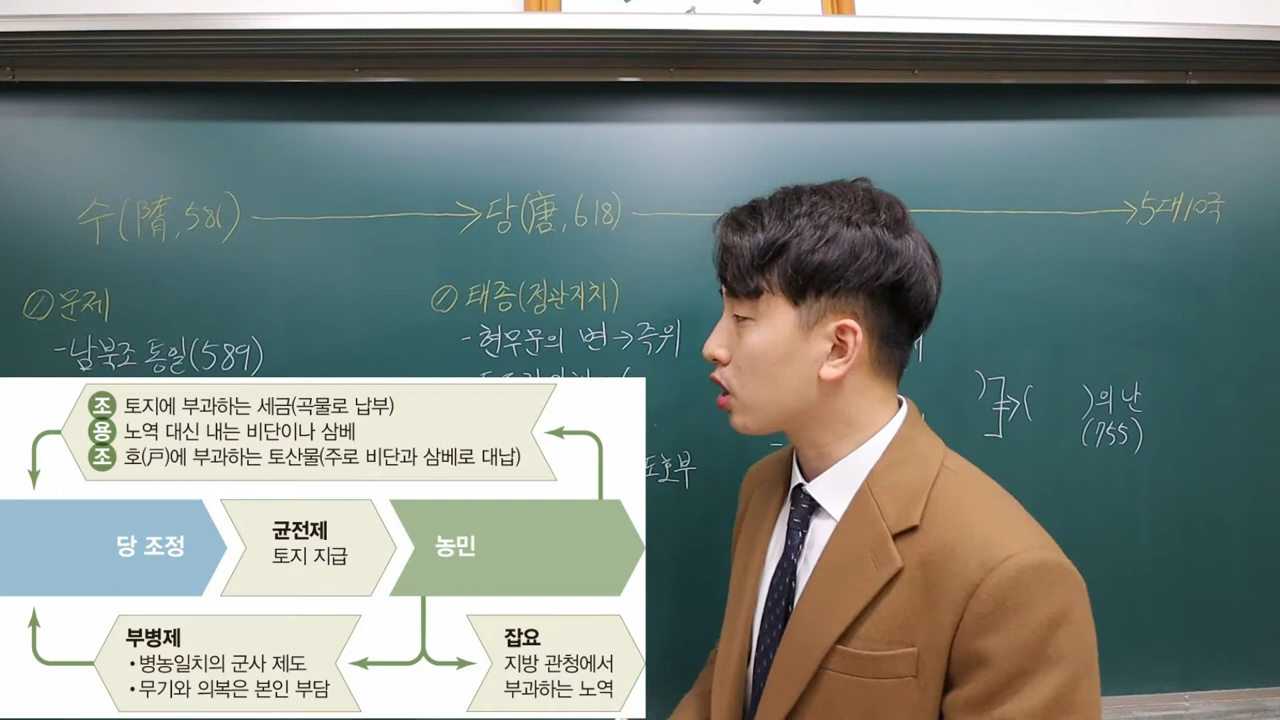 수(隋,581) → 당(唐,618) → 5대10국
① 문제
-남북조 통일(589)
① 태종(정관지치)
-현무문의 변→즉위
)]⇒( )의 난
(755)
도호부
조 토지에 부과하는 세금(곡물로 납부)
용 노역 대신 내는 비단이나 삼베
조 호(戶)에 부과하는 토산물(주로 비단과 삼베로 대납)
당 조정
균전제
토지 지급
농민
부병제
•병농일치의 군사 제도
•무기와 의복은 본인 부담
잡요
지방 관청에서
부과하는 노역